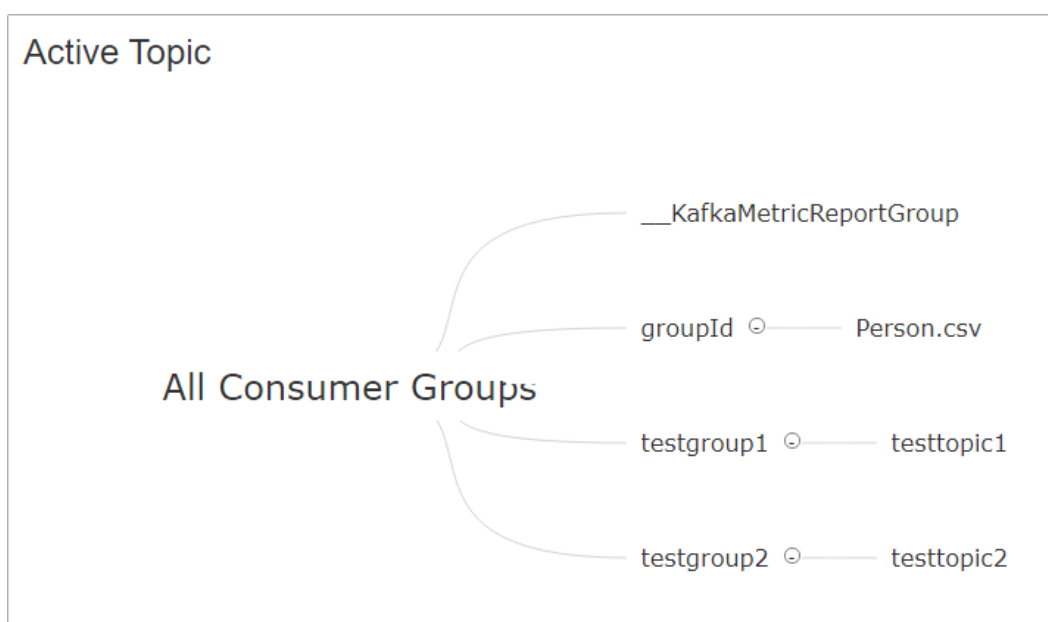 Active Topic
__KafkaMetricReportGroup
groupId - Person.csv
All Consumer Groups
testgroup1 - testtopic1
testgroup2 - testtopic2